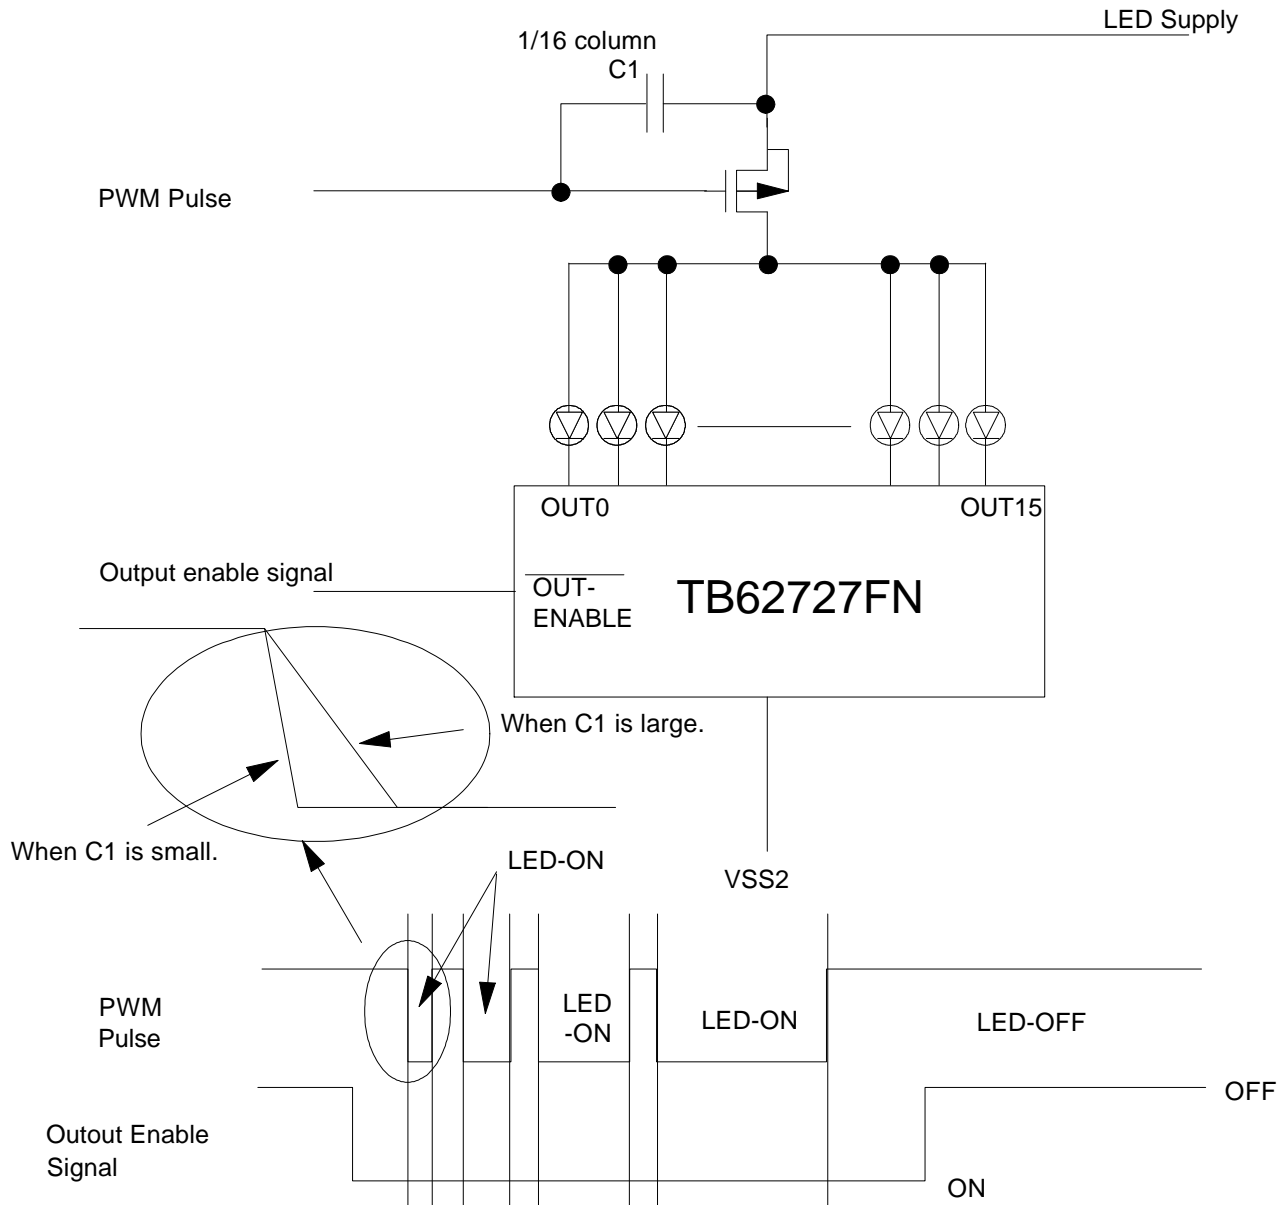 LED Supply
1/16 column
C1
PWM Pulse
OUT0
OUT15
Output enable signal
OUT-
ENABLE
TB62727FN
When C1 is large.
When C1 is small.
LED-ON
VSS2
PWM
Pulse
LED
-ON
LED-ON
LED-OFF
OFF
Outout Enable
Signal
ON